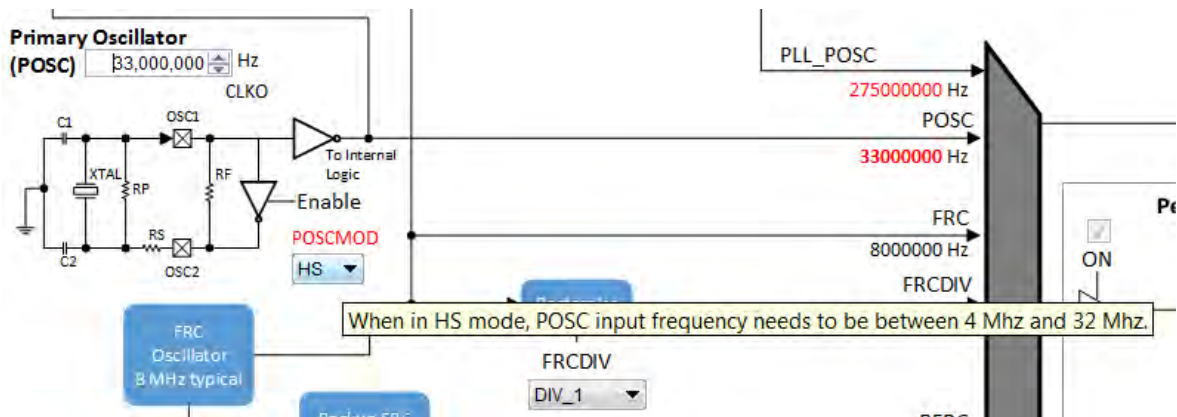 Primary Oscillator
(POSC) 33,000,000 Hz
CLKO
C1
OSC1
XTAL
RP
RF
To Internal
Logic
Enable
RS
C2
OSC2
POSCMOD
HS
PLL_POSC
275000000 Hz
POSC
33000000 Hz
FRC
8000000 Hz
FRCDIV
ON
When in HS mode, POSC input frequency needs to be between 4 Mhz and 32 Mhz.
FRC
Oscillator
8 MHz typical
FRCDIV
DIV_1